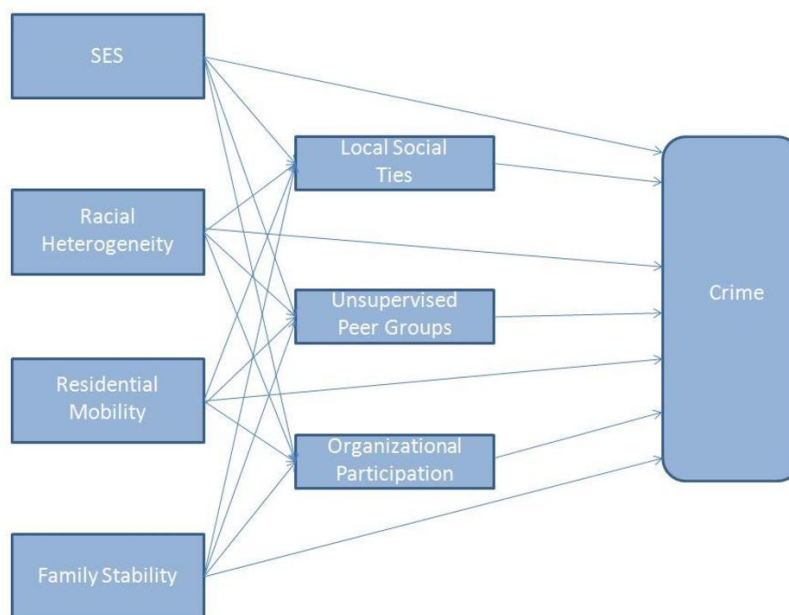 SES
Racial
Heterogeneity
Residential
Mobility
Family Stability
Local Social
Ties
Unsupervised
Peer Groups
Organizational
Participation
Crime